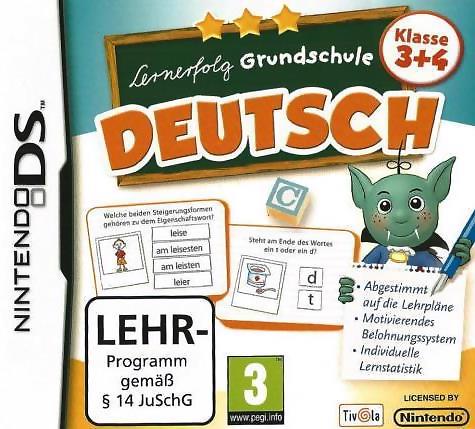 Lernerfolg Grundschule
Klasse
3+4
DEUTSCH
NINTENDO DS™
C
Welche beiden Steigerungsformen
gehören zu dem Eigenschaftswort?
leise
am leisesten
am leisten
leier
Steht am Ende des Wortes
ein t oder ein d?
d
t
• Abgestimmt
auf die Lehrpläne
• Motivierendes
Belohnungssystem
• Individuelle
Lernstatistik
LEHR-
Programm
gemäß
§ 14 JuSchG
3
www.pegi.info
Tivola
LICENSED BY
Nintendo